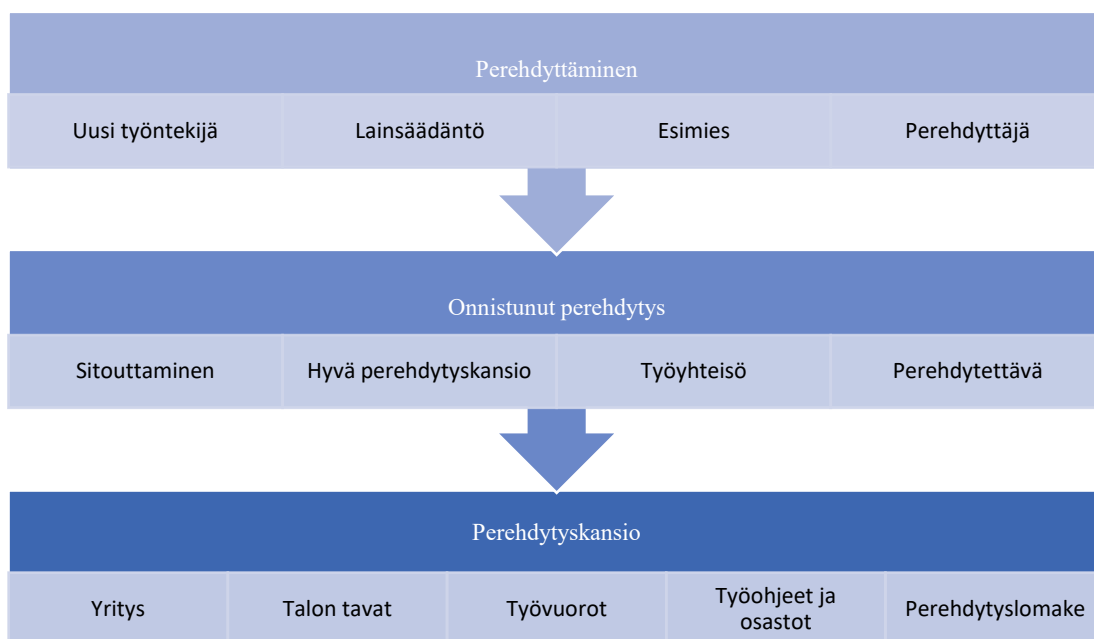 Perehdyttäminen
Uusi työntekijä
Lainsäädäntö
Esimies
Perehdyttäjä
Onnistunut perehdytys
Sitouttaminen
Hyvä perehdytyskansio
Työyhteisö
Perehdytettävä
Perehdytyskansio
Yritys
Talon tavat
Työvuorot
Työohjeet ja
osastot
Perehdytyslomake